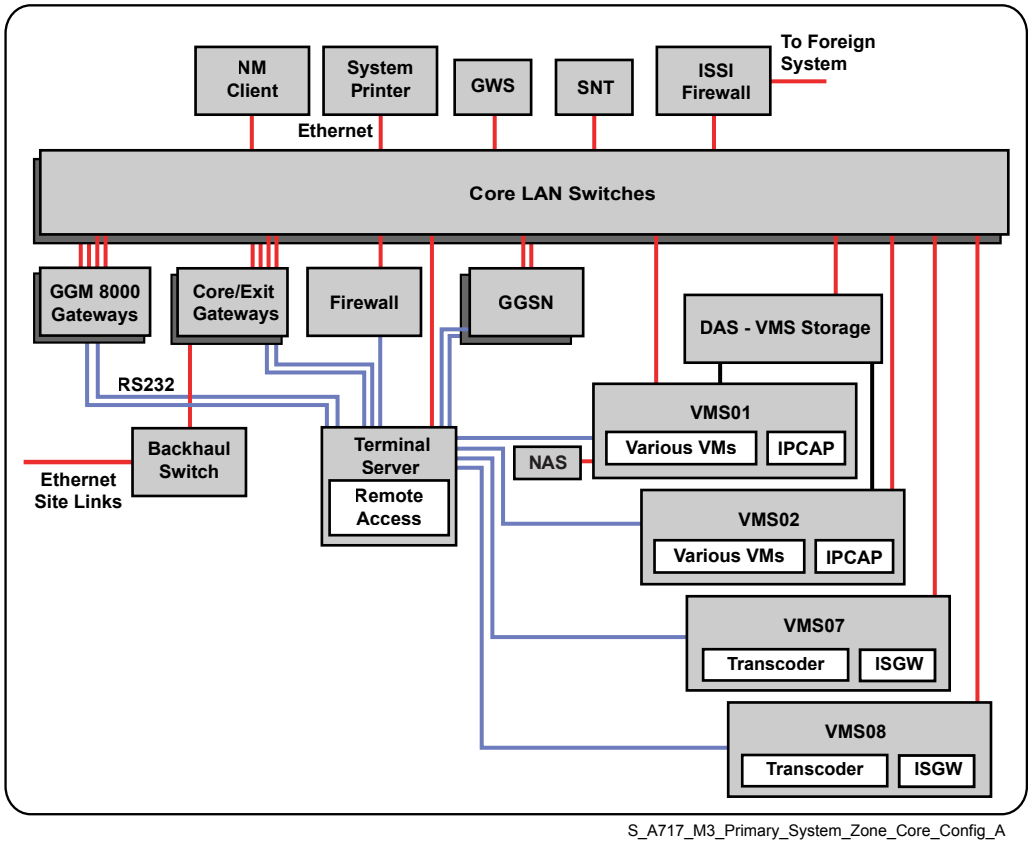 To Foreign
System
NM
Client
System
Printer
GWS
SNT
ISSI
Firewall
Ethernet
Core LAN Switches
GGM 8000
Gateways
Core/Exit
Gateways
Firewall
GGSN
DAS - VMS Storage
RS232
VMS01
Various VMs
IPCAP
Backhaul
Switch
Terminal
Server
Remote
Access
NAS
Ethernet
Site Links
VMS02
Various VMs
IPCAP
VMS07
Transcoder
ISGW
VMS08
Transcoder
ISGW
S_A717_M3_Primary_System_Zone_Core_Config_A